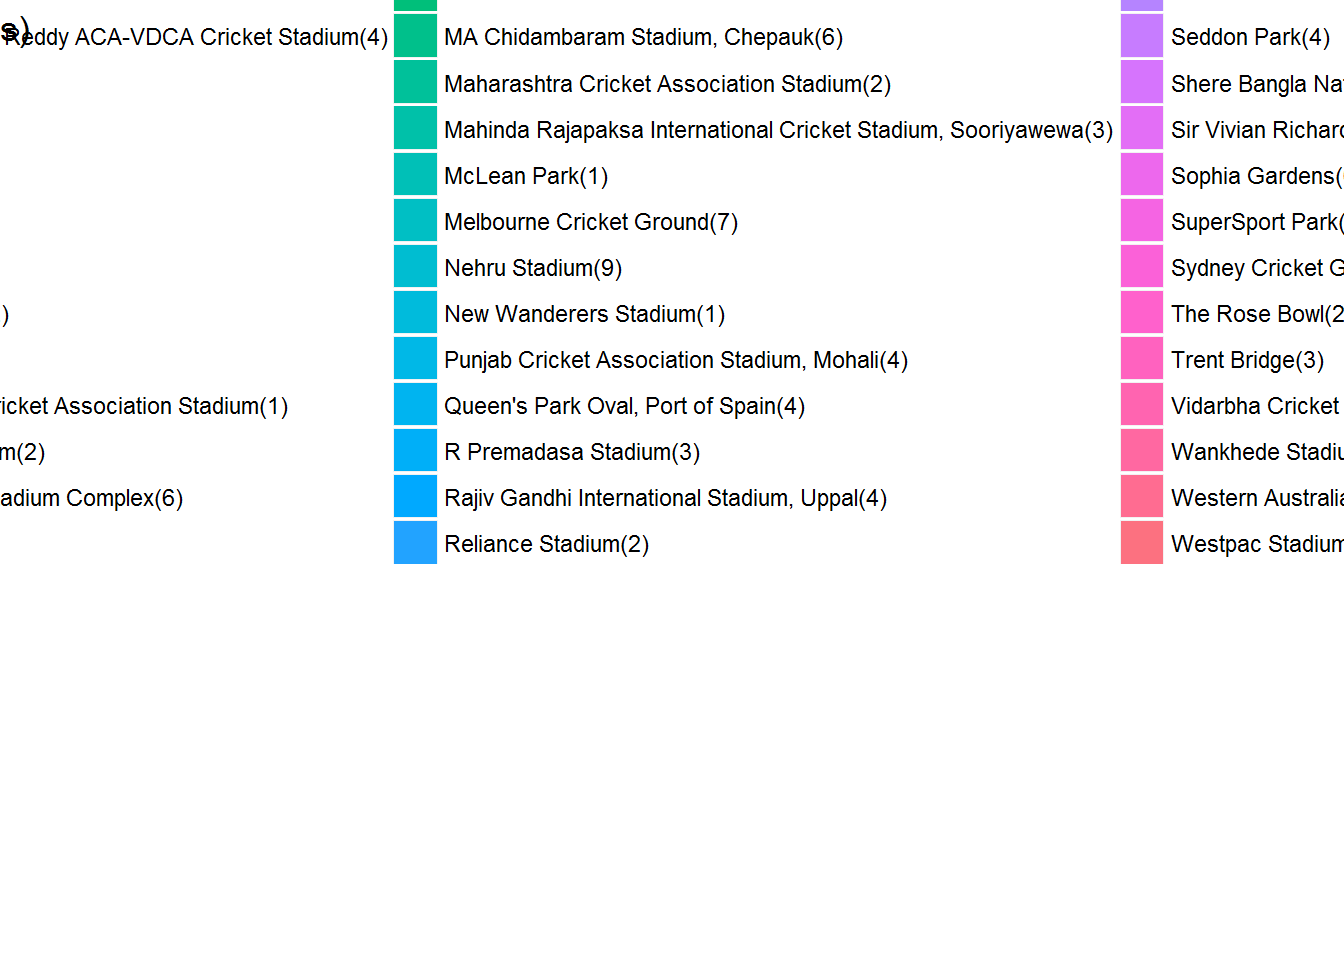 s)
Reddy ACA-VDCA Cricket Stadium(4)
)
ricket Association Stadium(1)
m(2)
adium Complex(6)
MA Chidambaram Stadium, Chepauk(6)
Maharashtra Cricket Association Stadium(2)
Mahinda Rajapaksa International Cricket Stadium, Sooriyawewa(3)
McLean Park(1)
Melbourne Cricket Ground(7)
Nehru Stadium(9)
New Wanderers Stadium(1)
Punjab Cricket Association Stadium, Mohali(4)
Queen's Park Oval, Port of Spain(4)
R Premadasa Stadium(3)
Rajiv Gandhi International Stadium, Uppal(4)
Reliance Stadium(2)
Seddon Park(4)
Shere Bangla Na
Sir Vivian Richard
Sophia Gardens(
SuperSport Park(
Sydney Cricket G
The Rose Bowl(2
Trent Bridge(3)
Vidarbha Cricket
Wankhede Stadiu
Western Australia
Westpac Stadium